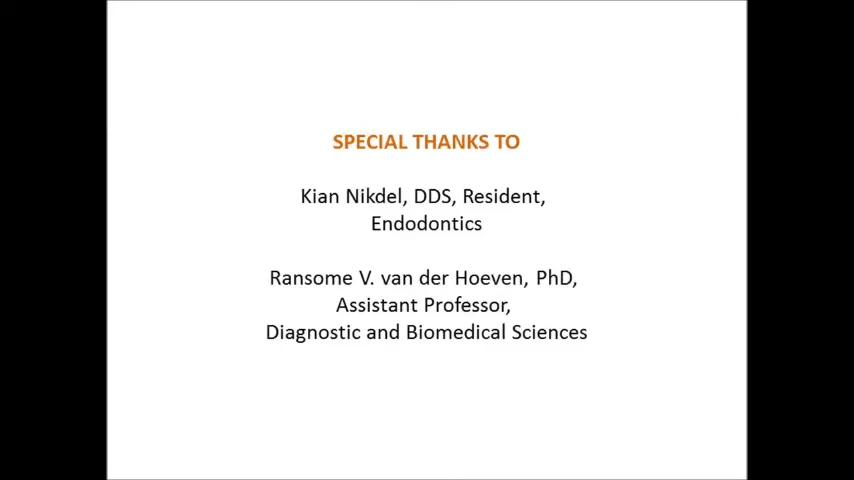 SPECIAL THANKS TO
Kian Nikdel, DDS, Resident,
Endodontics
Ransome V. van der Hoeven, PhD,
Assistant Professor,
Diagnostic and Biomedical Sciences